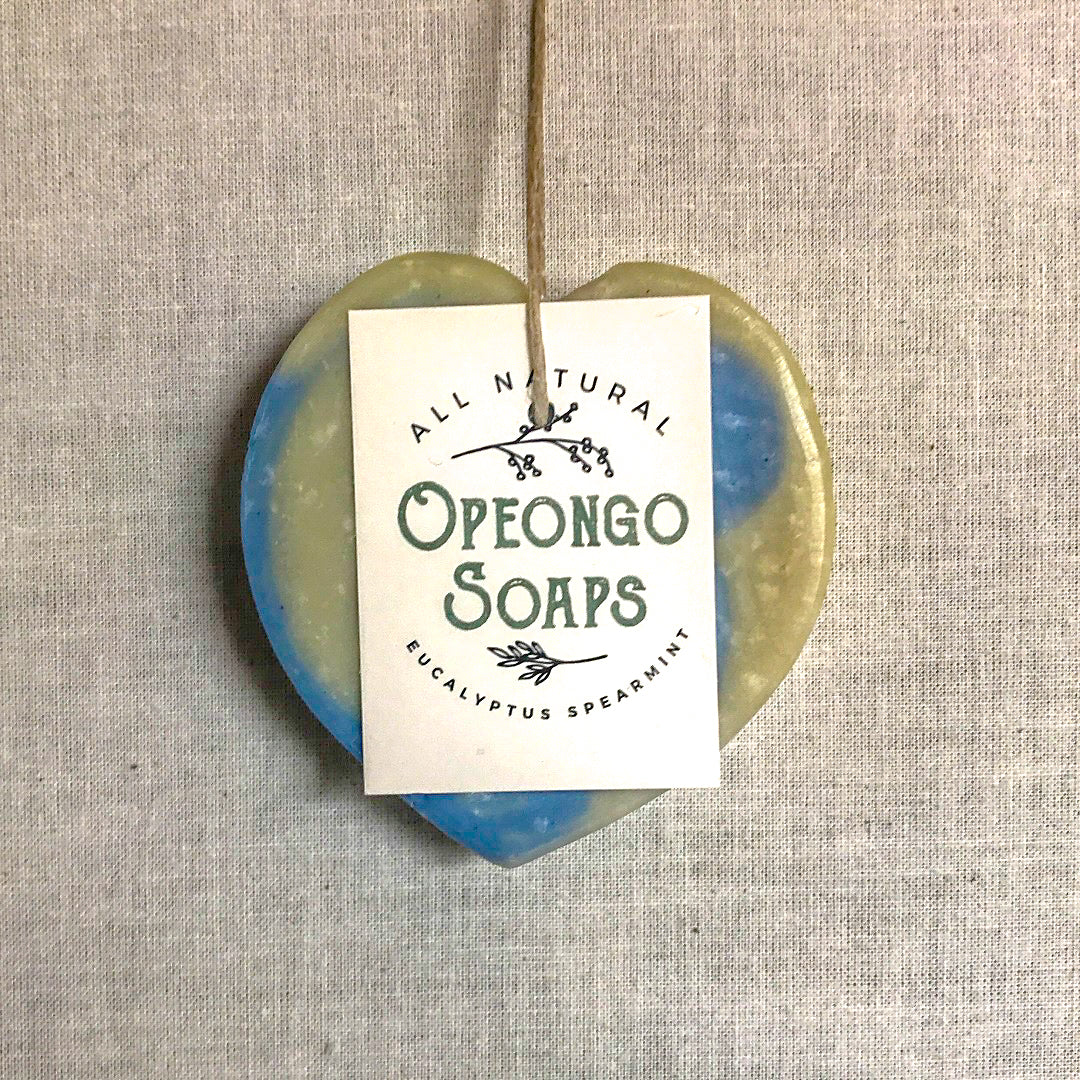 ALL NATURAL
OPEONGO
SOAPS
EUCALYPTUS SPEARMINT